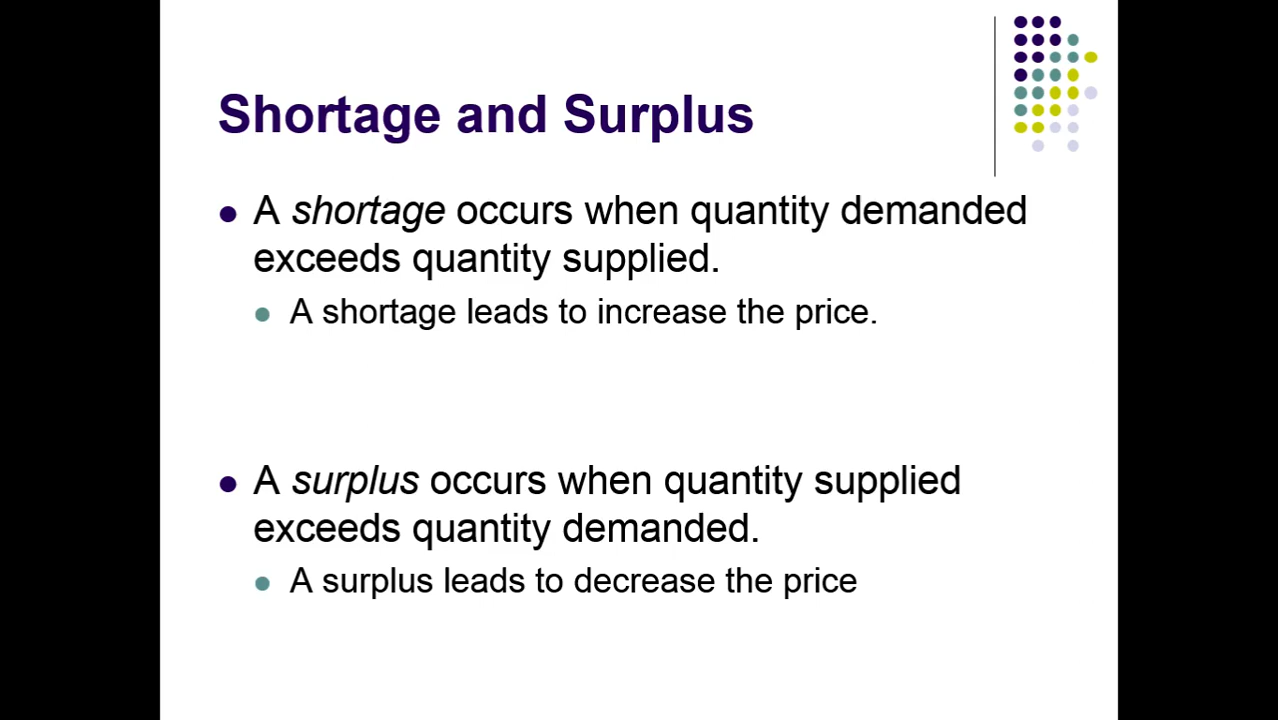 Shortage and Surplus
A shortage occurs when quantity demanded
exceeds quantity supplied.
A shortage leads to increase the price.
A surplus occurs when quantity supplied
exceeds quantity demanded.
A surplus leads to decrease the price